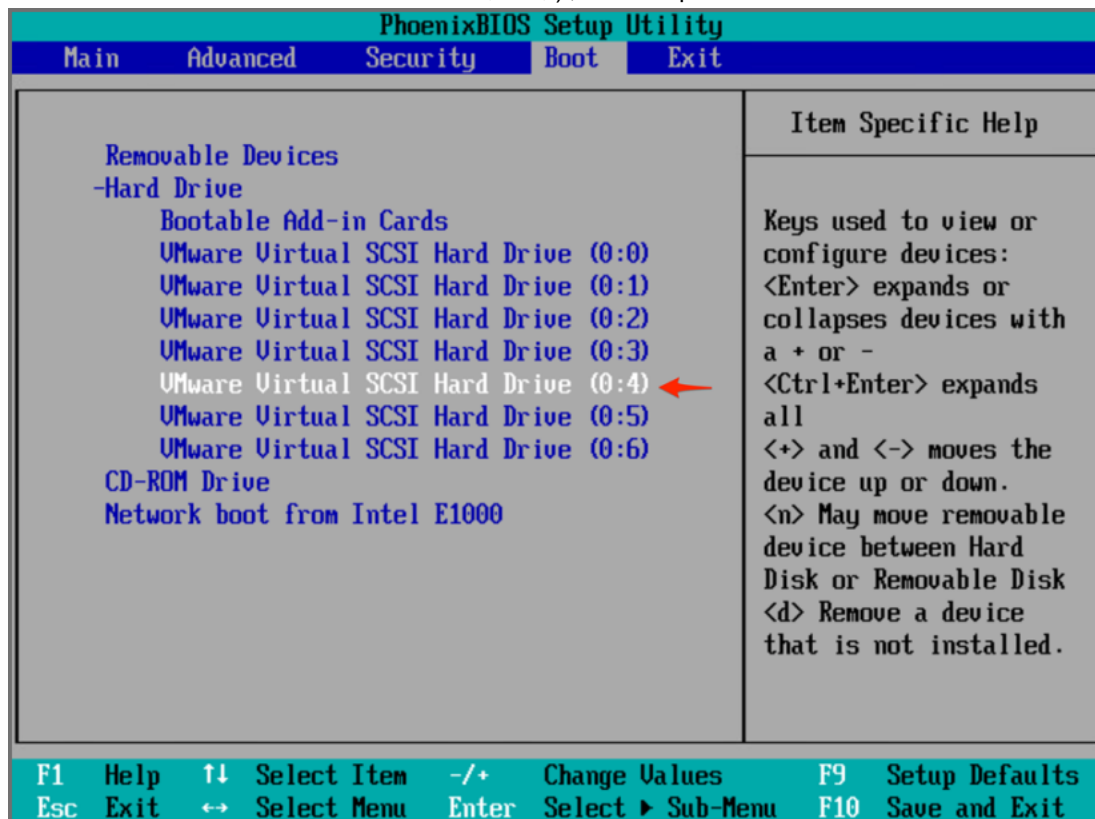 PhoenixBIOS Setup Utility
Main Advanced Security Boot Exit
Removable Devices
-Hard Drive
Bootable Add-in Cards
VMware Virtual SCSI Hard Drive (0:0)
VMware Virtual SCSI Hard Drive (0:1)
VMware Virtual SCSI Hard Drive (0:2)
VMware Virtual SCSI Hard Drive (0:3)
VMware Virtual SCSI Hard Drive (0:4)
VMware Virtual SCSI Hard Drive (0:5)
VMware Virtual SCSI Hard Drive (0:6)
CD-ROM Drive
Network boot from Intel E1000
Item Specific Help
Keys used to view or
configure devices:
<Enter> expands or
collapses devices with
a + or -
<Ctrl+Enter> expands
all
<+> and <-> moves the
device up or down.
<n> May move removable
device between Hard
Disk or Removable Disk
<d> Remove a device
that is not installed.
F1 Help ↑↓ Select Item -/+ Change Values F9 Setup Defaults
Esc Exit ↔ Select Menu Enter Select ▶ Sub-Menu F10 Save and Exit